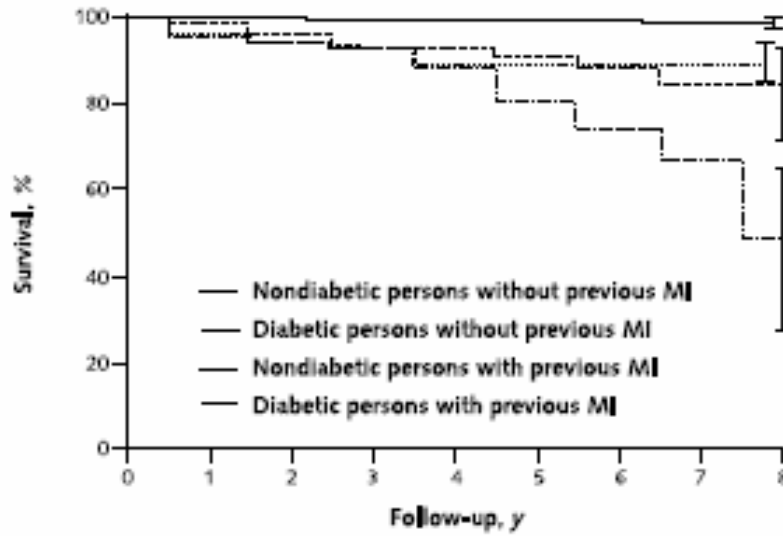 100
80
60
40
20
0
Survival, %
Nondiabetic persons without previous MI
Diabetic persons without previous MI
Nondiabetic persons with previous MI
Diabetic persons with previous MI
0 1 2 3 4 5 6 7 8
Follow-up, y